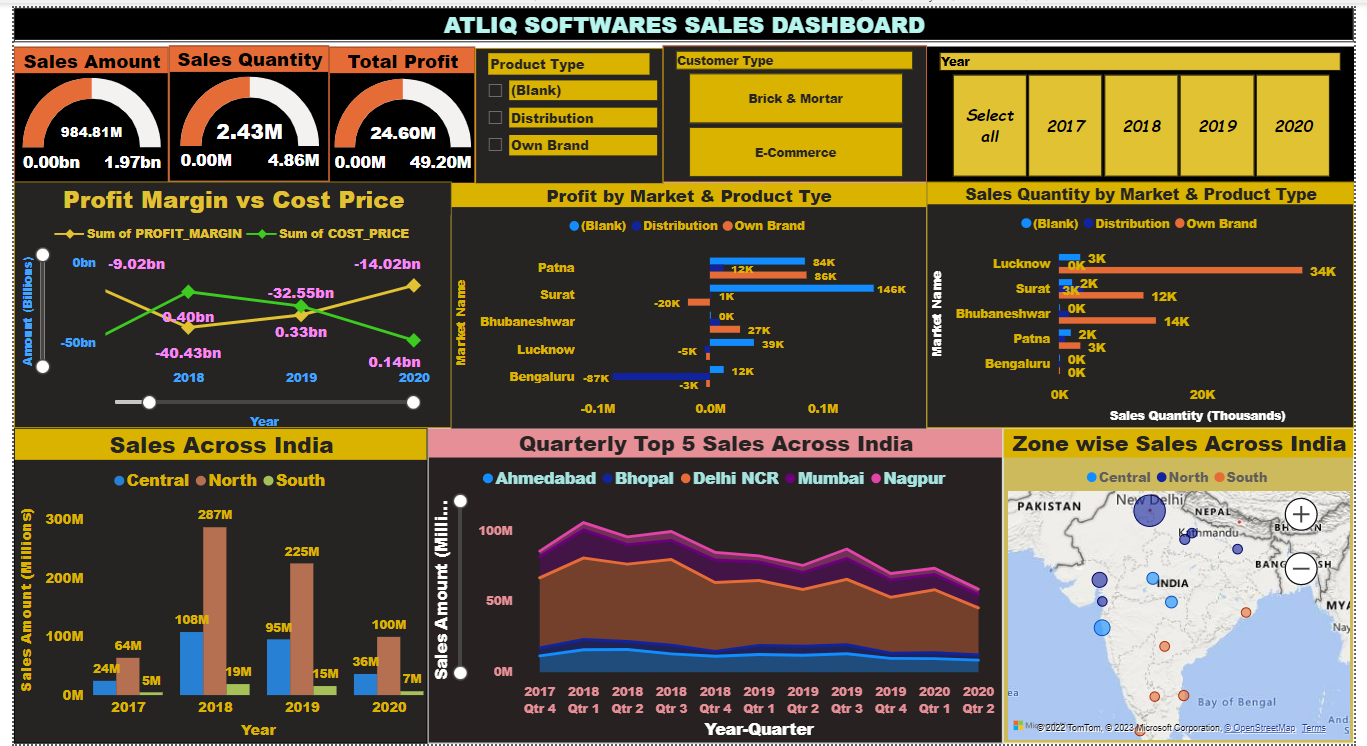 ATLIQ SOFTWARES SALES DASHBOARD
Sales Amount
984.81M
0.00bn 1.97bn
Sales Quantity
2.43M
0.00M 4.86M
Total Profit
24.60M
0.00M 49.20M
Product Type
(Blank)
Distribution
Own Brand
Customer Type
Brick & Mortar
E-Commerce
Year
Select all
2017
2018
2019
2020
Profit Margin vs Cost Price
Sum of PROFIT_MARGIN Sum of COST_PRICE
Amount (Billions)
0bn
-50bn
-9.02bn
-14.02bn
-32.55bn
0.40bn
0.33bn
-40.43bn
0.14bn
2018 2019 2020
Year
Profit by Market & Product Tye
(Blank) Distribution Own Brand
Market Name
Patna 84K 12K 86K
Surat 146K 1K -20K
Bhubaneshwar 0K 27K
Lucknow 39K -5K
Bengaluru 12K -87K -3K
-0.1M 0.0M 0.1M
Sales Quantity by Market & Product Type
(Blank) Distribution Own Brand
Market Name
Lucknow 3K 0K 34K
Surat 2K 3K 12K
Bhubaneshwar 0K 14K
Patna 2K 3K
Bengaluru 0K 0K
0K 20K
Sales Quantity (Thousands)
Sales Across India
Central North South
Sales Amount (Millions)
300M
200M
100M
0M
24M 64M 5M
108M 287M 19M
95M 225M 15M
36M 100M 7M
2017 2018 2019 2020
Year
Quarterly Top 5 Sales Across India
Ahmedabad Bhopal Delhi NCR Mumbai Nagpur
Sales Amount (Milli...
100M
50M
0M
2017 2018 2018 2018 2018 2019 2019 2019 2019 2020 2020
Qtr 4 Qtr 1 Qtr 2 Qtr 3 Qtr 4 Qtr 1 Qtr 2 Qtr 3 Qtr 4 Qtr 1 Qtr 2
Year-Quarter
Zone wise Sales Across India
Central North South
New Delhi
PAKISTAN
NEPAL
Kathmandu
INDIA
Bay of Bengal
And
© 2022 TomTom, © 2023 Microsoft Corporation, © OpenStreetMap Terms